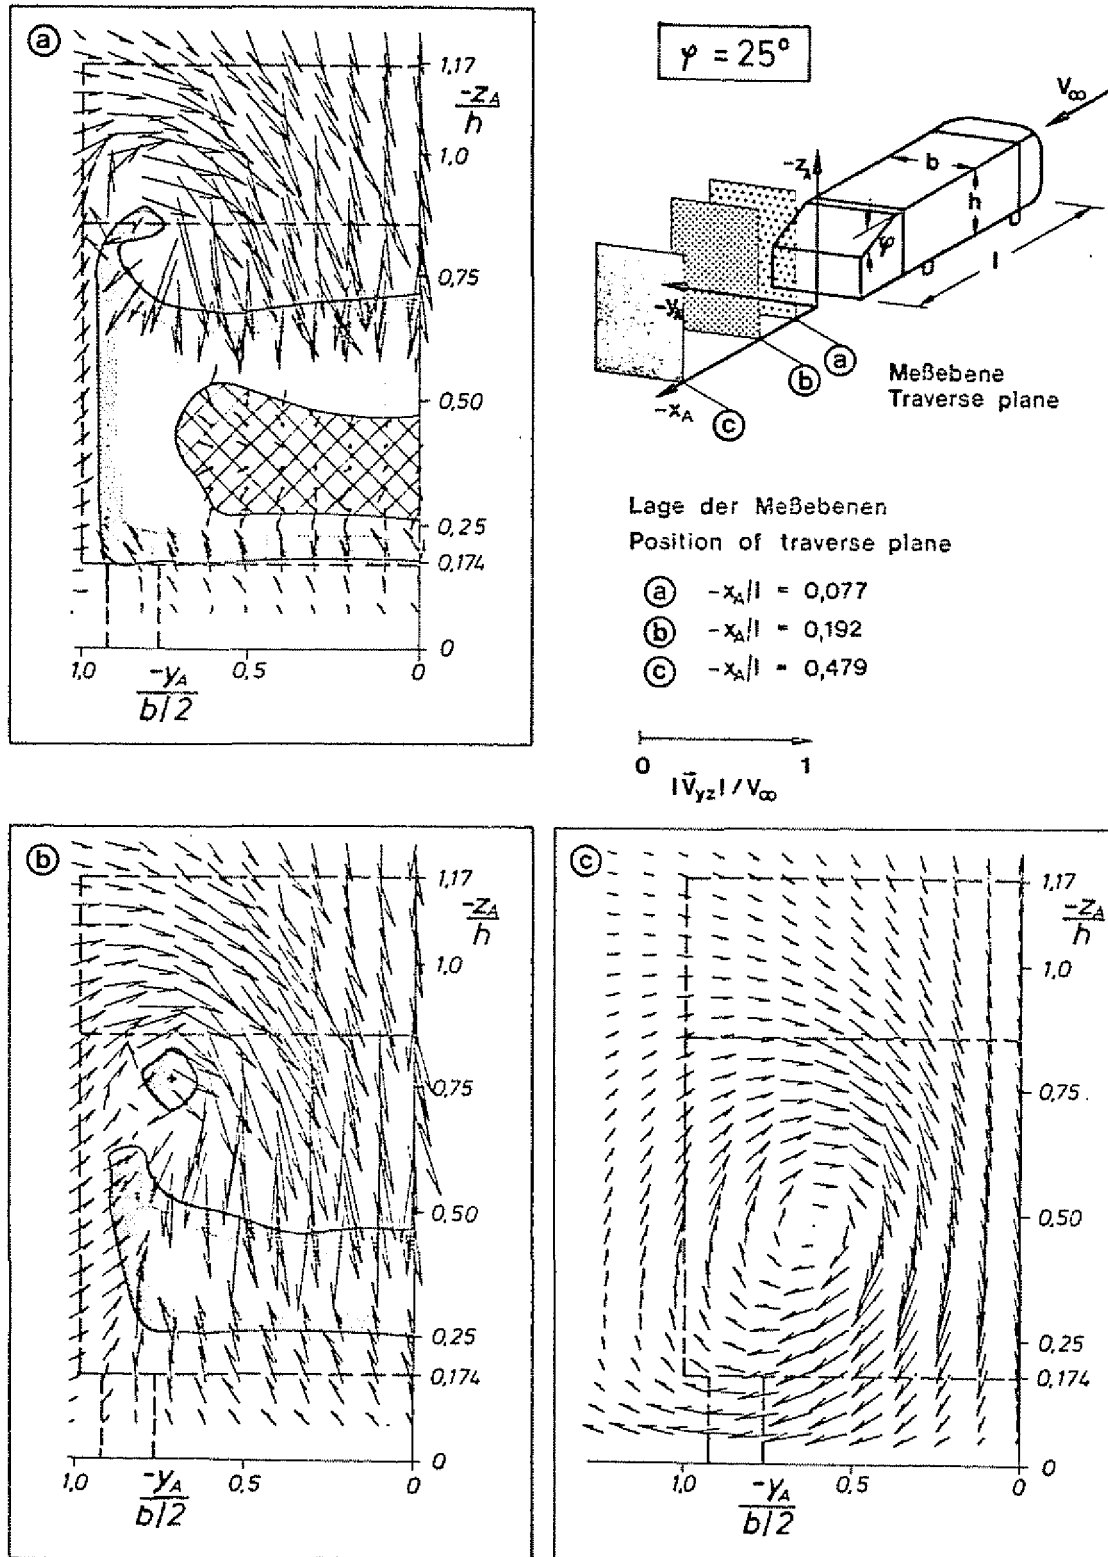 a
1,17
-z_A
h
1,0
0,75
0,50
0,25
0,174
0
1,0
-y_A
b/2
0,5
0
φ = 25°
V∞
-z_A
b
h
φ
l
-y_A
-x_A
a
b
c
Meßebene
Traverse plane
Lage der Meßebenen
Position of traverse plane
a -x_A/l = 0,077
b -x_A/l = 0,192
c -x_A/l = 0,479
0 1
|V⃗yz| / V∞
b
1,17
-z_A
h
1,0
0,75
0,50
0,25
0,174
0
1,0
-y_A
b/2
0,5
0
c
1,17
-z_A
h
1,0
0,75
0,50
0,25
0,174
0
1,0
-y_A
b/2
0,5
0